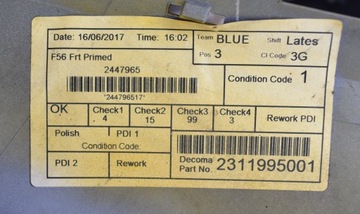 Date: 16/06/2017 Time: 16:02 Team BLUE Shift Lates
Pos 3 CI Code 3G
F56 Frt Primed
2447965
Condition Code 1
*244796517*
OK Check1 4 Check2 15 Check3 99 Check4 3 Rework PDI
Polish PDI 1
Condition Code.
PDI 2 Rework Decoma Part No. 2311995001